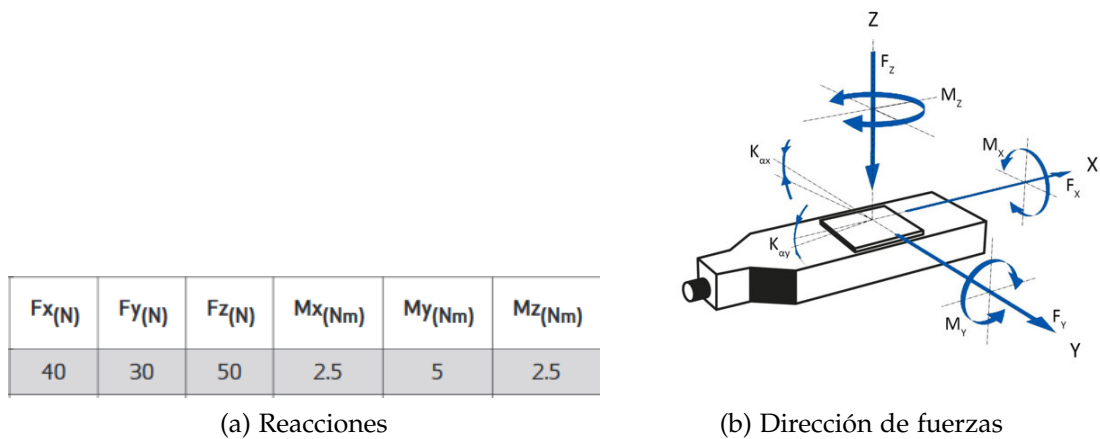 Fx(N) Fy(N) Fz(N) Mx(Nm) My(Nm) Mz(Nm)
40 30 50 2.5 5 2.5
(a) Reacciones
Z
Fz
Mz
Kαx
Mx
X
Fx
Kαy
My
Fy
Y
(b) Dirección de fuerzas